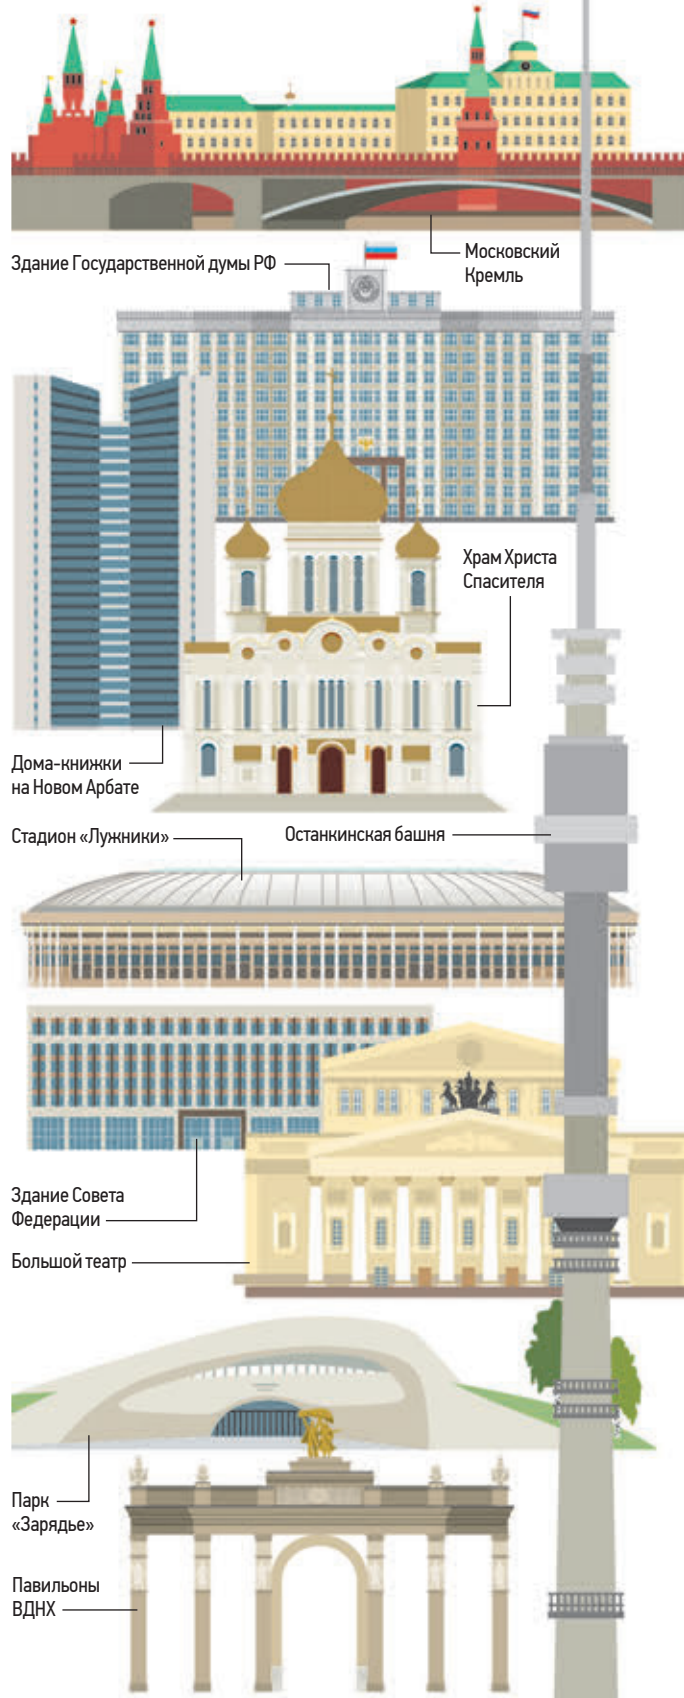 Московский
Кремль
Здание Государственной думы РФ
Храм Христа
Спасителя
Дома-книжки
на Новом Арбате
Стадион «Лужники»
Останкинская башня
Здание Совета
Федерации
Большой театр
Парк
«Зарядье»
Павильоны
ВДНХ